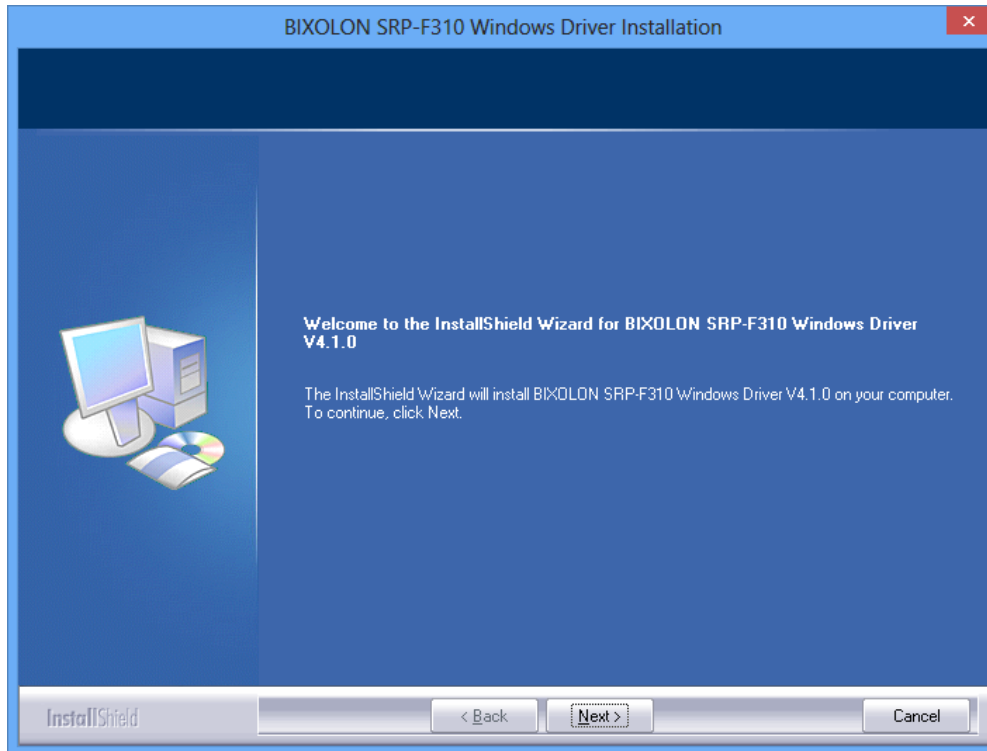 BIXOLON SRP-F310 Windows Driver Installation
Welcome to the InstallShield Wizard for BIXOLON SRP-F310 Windows Driver
V4.1.0
The InstallShield Wizard will install BIXOLON SRP-F310 Windows Driver V4.1.0 on your computer.
To continue, click Next.
InstallShield
< Back
Next >
Cancel